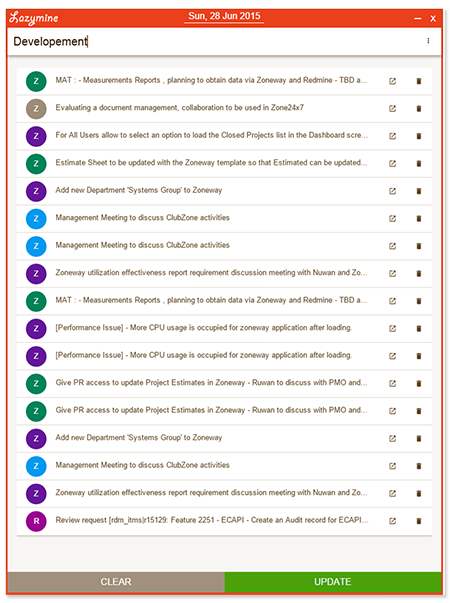 Lazymine
Sun, 28 Jun 2015
– x
Developement
Z MAT : - Measurements Reports , planning to obtain data via Zoneway and Redmine - TBD a...
Z Evaluating a document management, collaboration to be used in Zone24x7
Z For All Users allow to select an option to load the Closed Projects list in the Dashboard scre...
Z Estimate Sheet to be updated with the Zoneway template so that Estimated can be updated...
Z Add new Department 'Systems Group' to Zoneway
Z Management Meeting to discuss ClubZone activities
Z Management Meeting to discuss ClubZone activities
Z Zoneway utilization effectiveness report requirement discussion meeting with Nuwan and Zo...
Z MAT : - Measurements Reports , planning to obtain data via Zoneway and Redmine - TBD a...
Z [Performance Issue] - More CPU usage is occupied for zoneway application after loading.
Z [Performance Issue] - More CPU usage is occupied for zoneway application after loading.
Z Give PR access to update Project Estimates in Zoneway - Ruwan to discuss with PMO and...
Z Give PR access to update Project Estimates in Zoneway - Ruwan to discuss with PMO and...
Z Add new Department 'Systems Group' to Zoneway
Z Management Meeting to discuss ClubZone activities
Z Zoneway utilization effectiveness report requirement discussion meeting with Nuwan and Zo...
R Review request [rdm_itms|r15129: Feature 2251 - ECAPI - Create an Audit record for ECAPI...
CLEAR
UPDATE